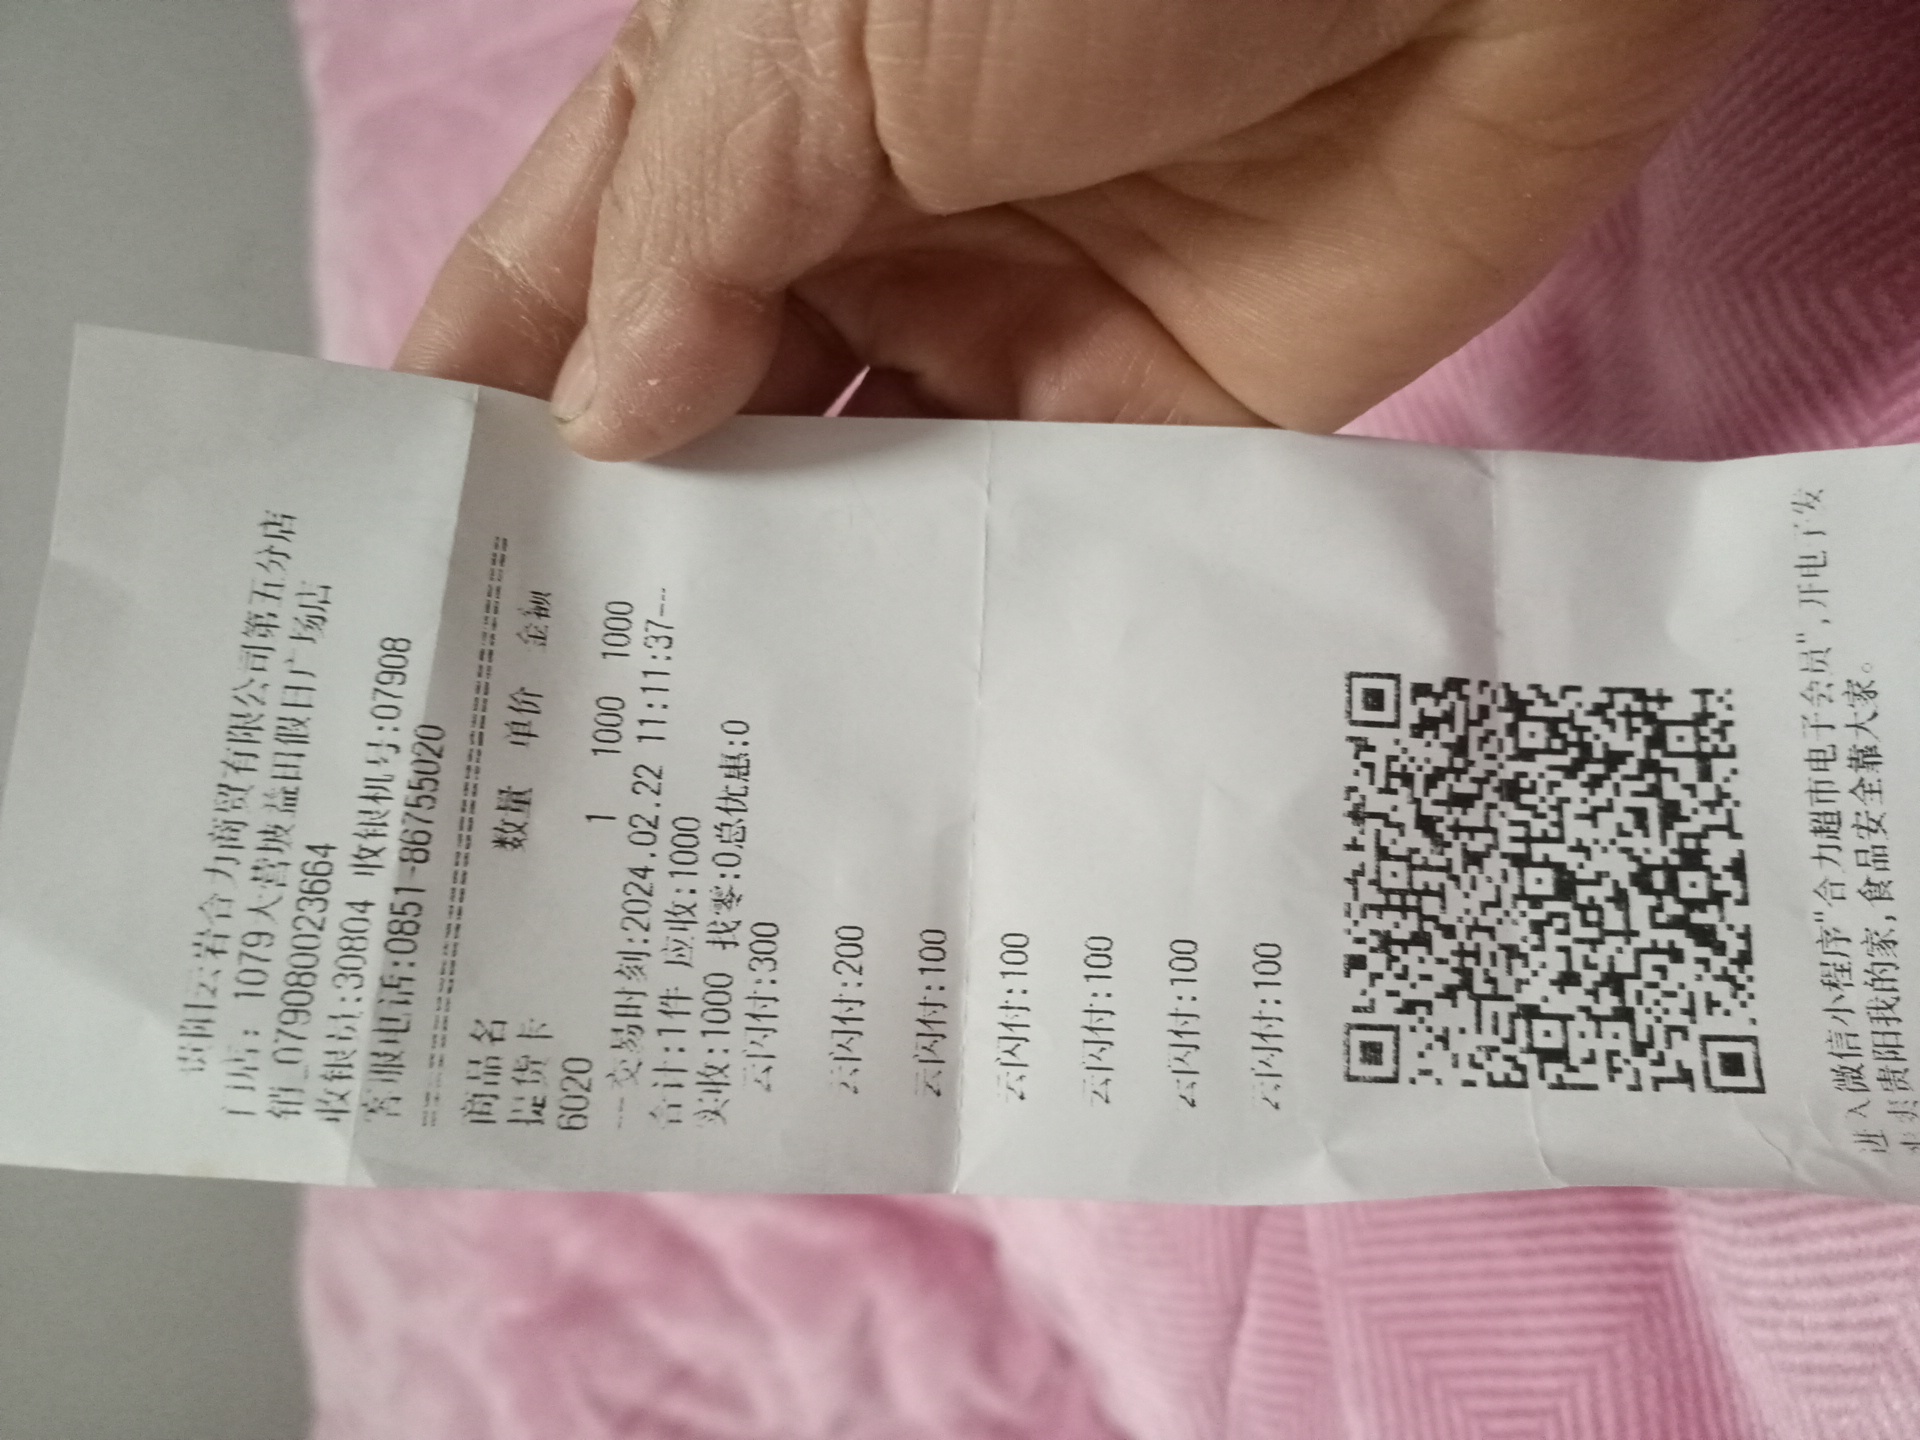 贵阳云岩合力商贸有限公司第五分店
门店: 1079大营坡益田假日广场店
销_079080023664
收银员:30804 收银机号:07908
客服电话:0851-86755020
商品名 数量 单价 金额
提货卡
6020 1 1000 1000
---交易时刻:2024.02.22 11:11:37---
合计:1件 应收:1000
实收:1000 找零:0总优惠:0
云闪付:300
云闪付:200
云闪付:100
云闪付:100
云闪付:100
云闪付:100
云闪付:100
进入微信小程序"合力超市电子会员",开电子发
贵阳我的家,食品安全靠大家。